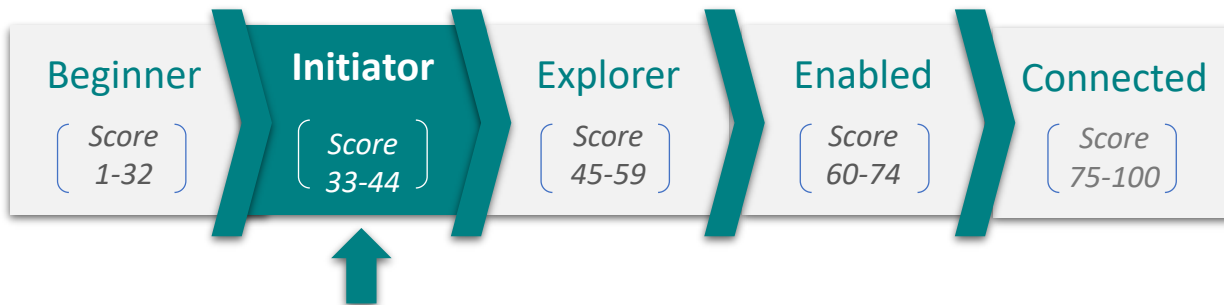 Beginner
Score
1-32
Initiator
Score
33-44
Explorer
Score
45-59
Enabled
Score
60-74
Connected
Score
75-100